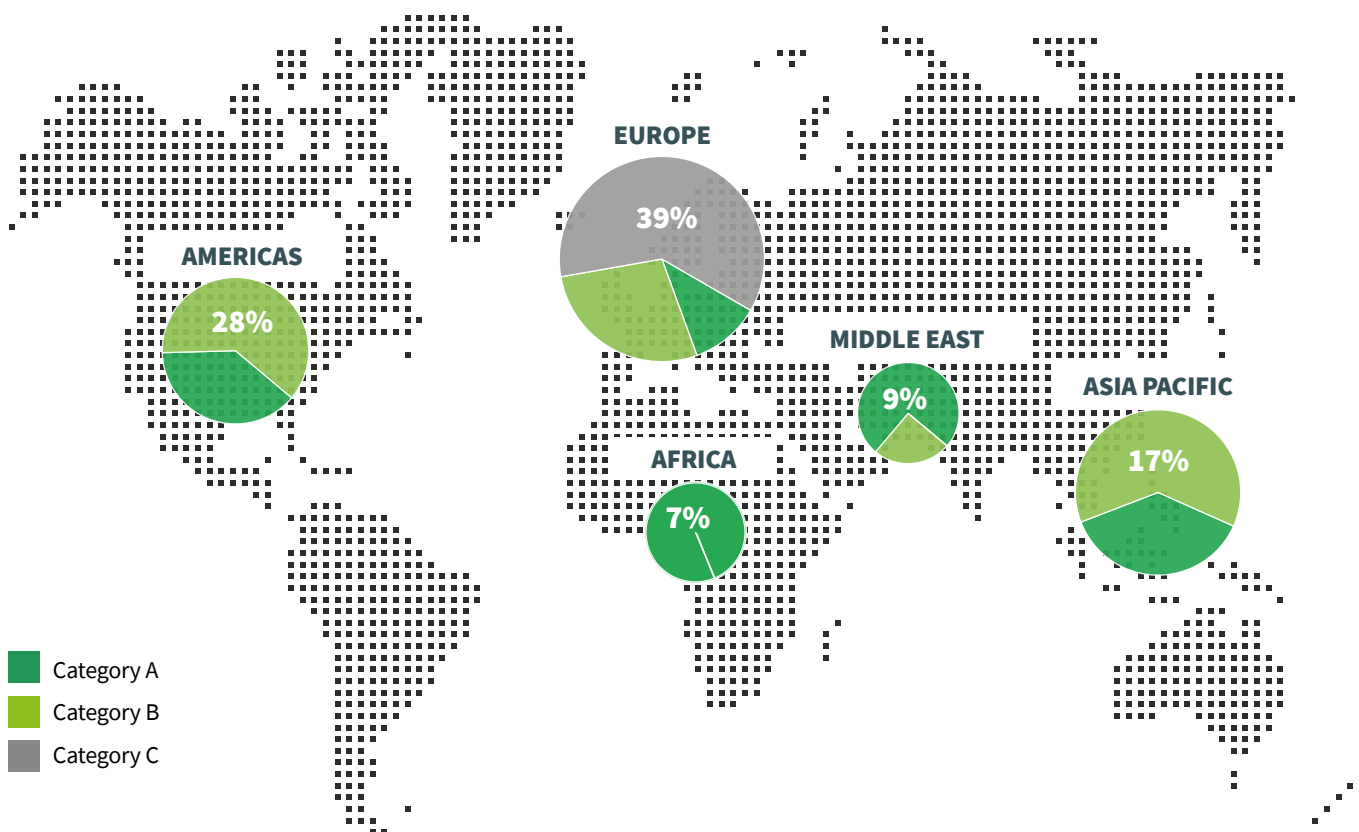 EUROPE
39%
AMERICAS
28%
MIDDLE EAST
9%
ASIA PACIFIC
17%
AFRICA
7%
Category A
Category B
Category C